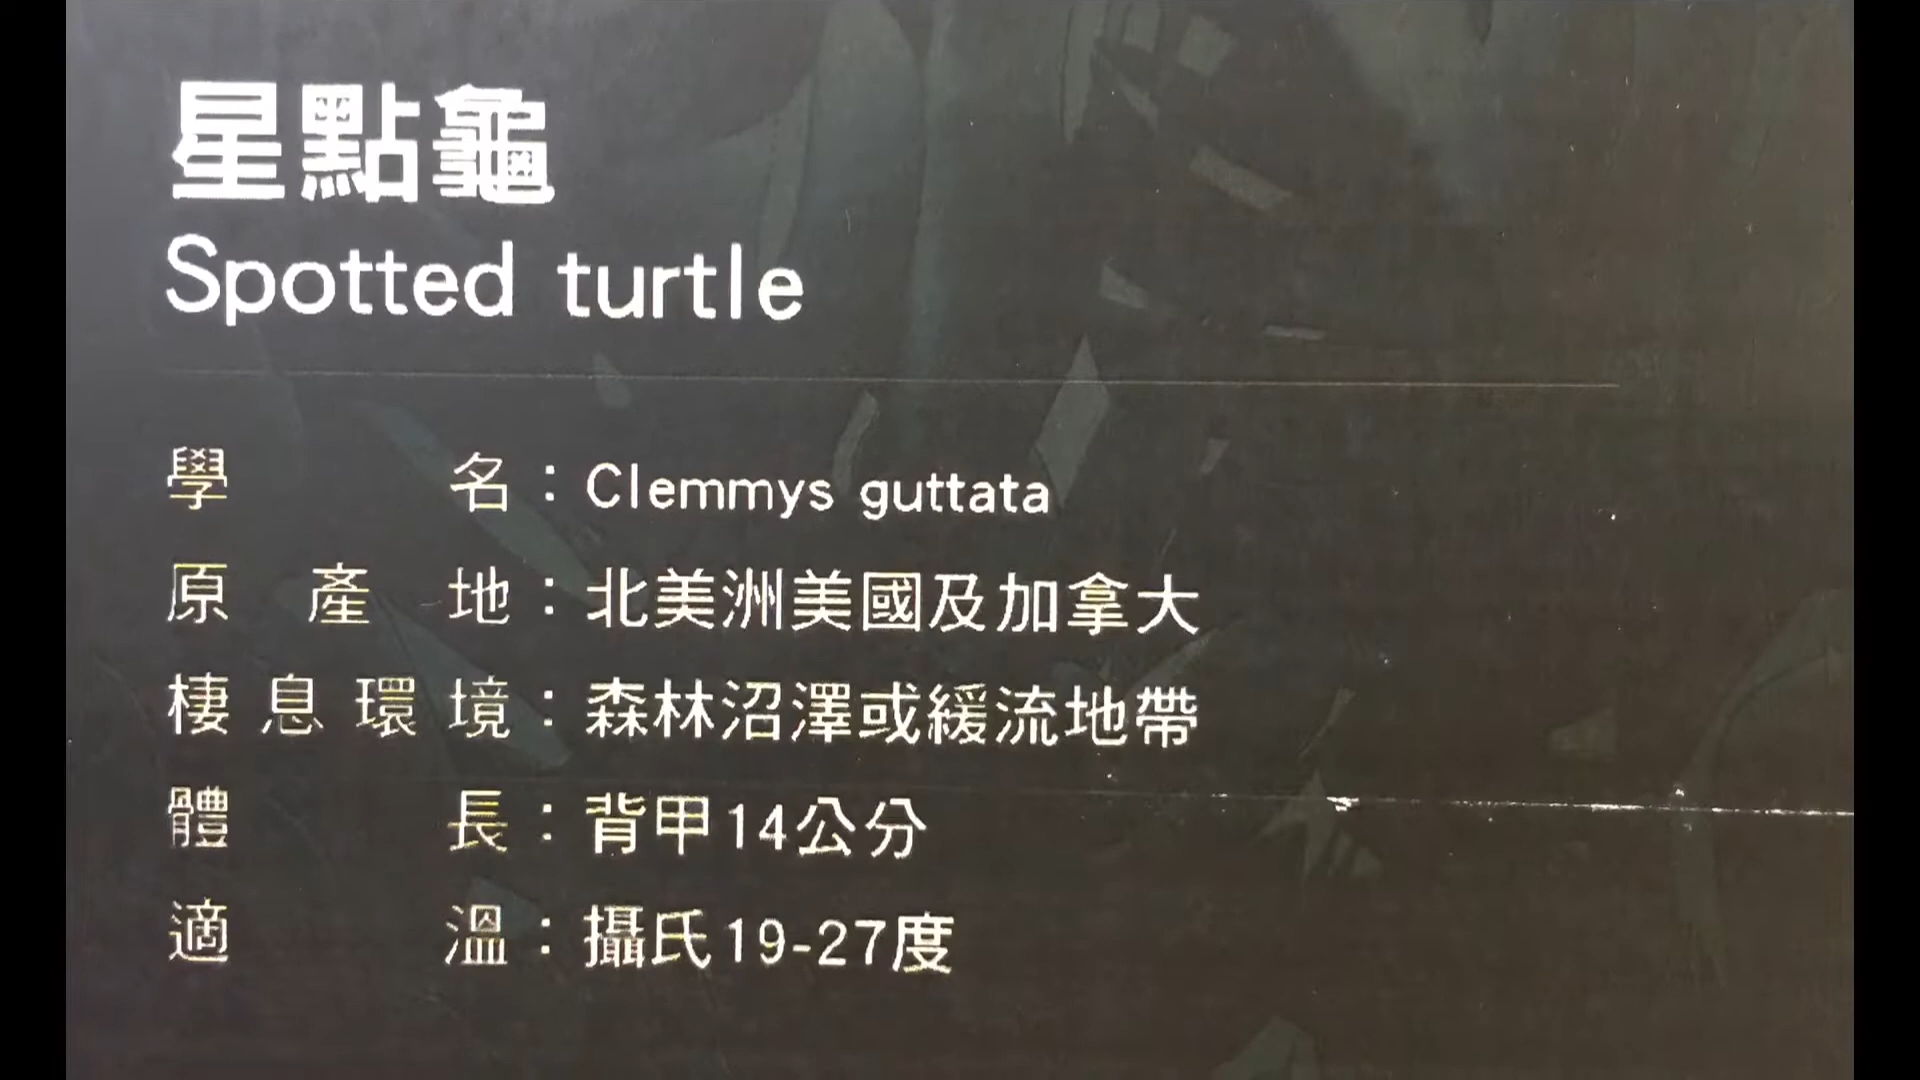 星點龜
Spotted turtle
學名：Clemmys guttata
原產地：北美洲美國及加拿大
棲息環境：森林沼澤或緩流地帶
體長：背甲14公分
適溫：攝氏19-27度